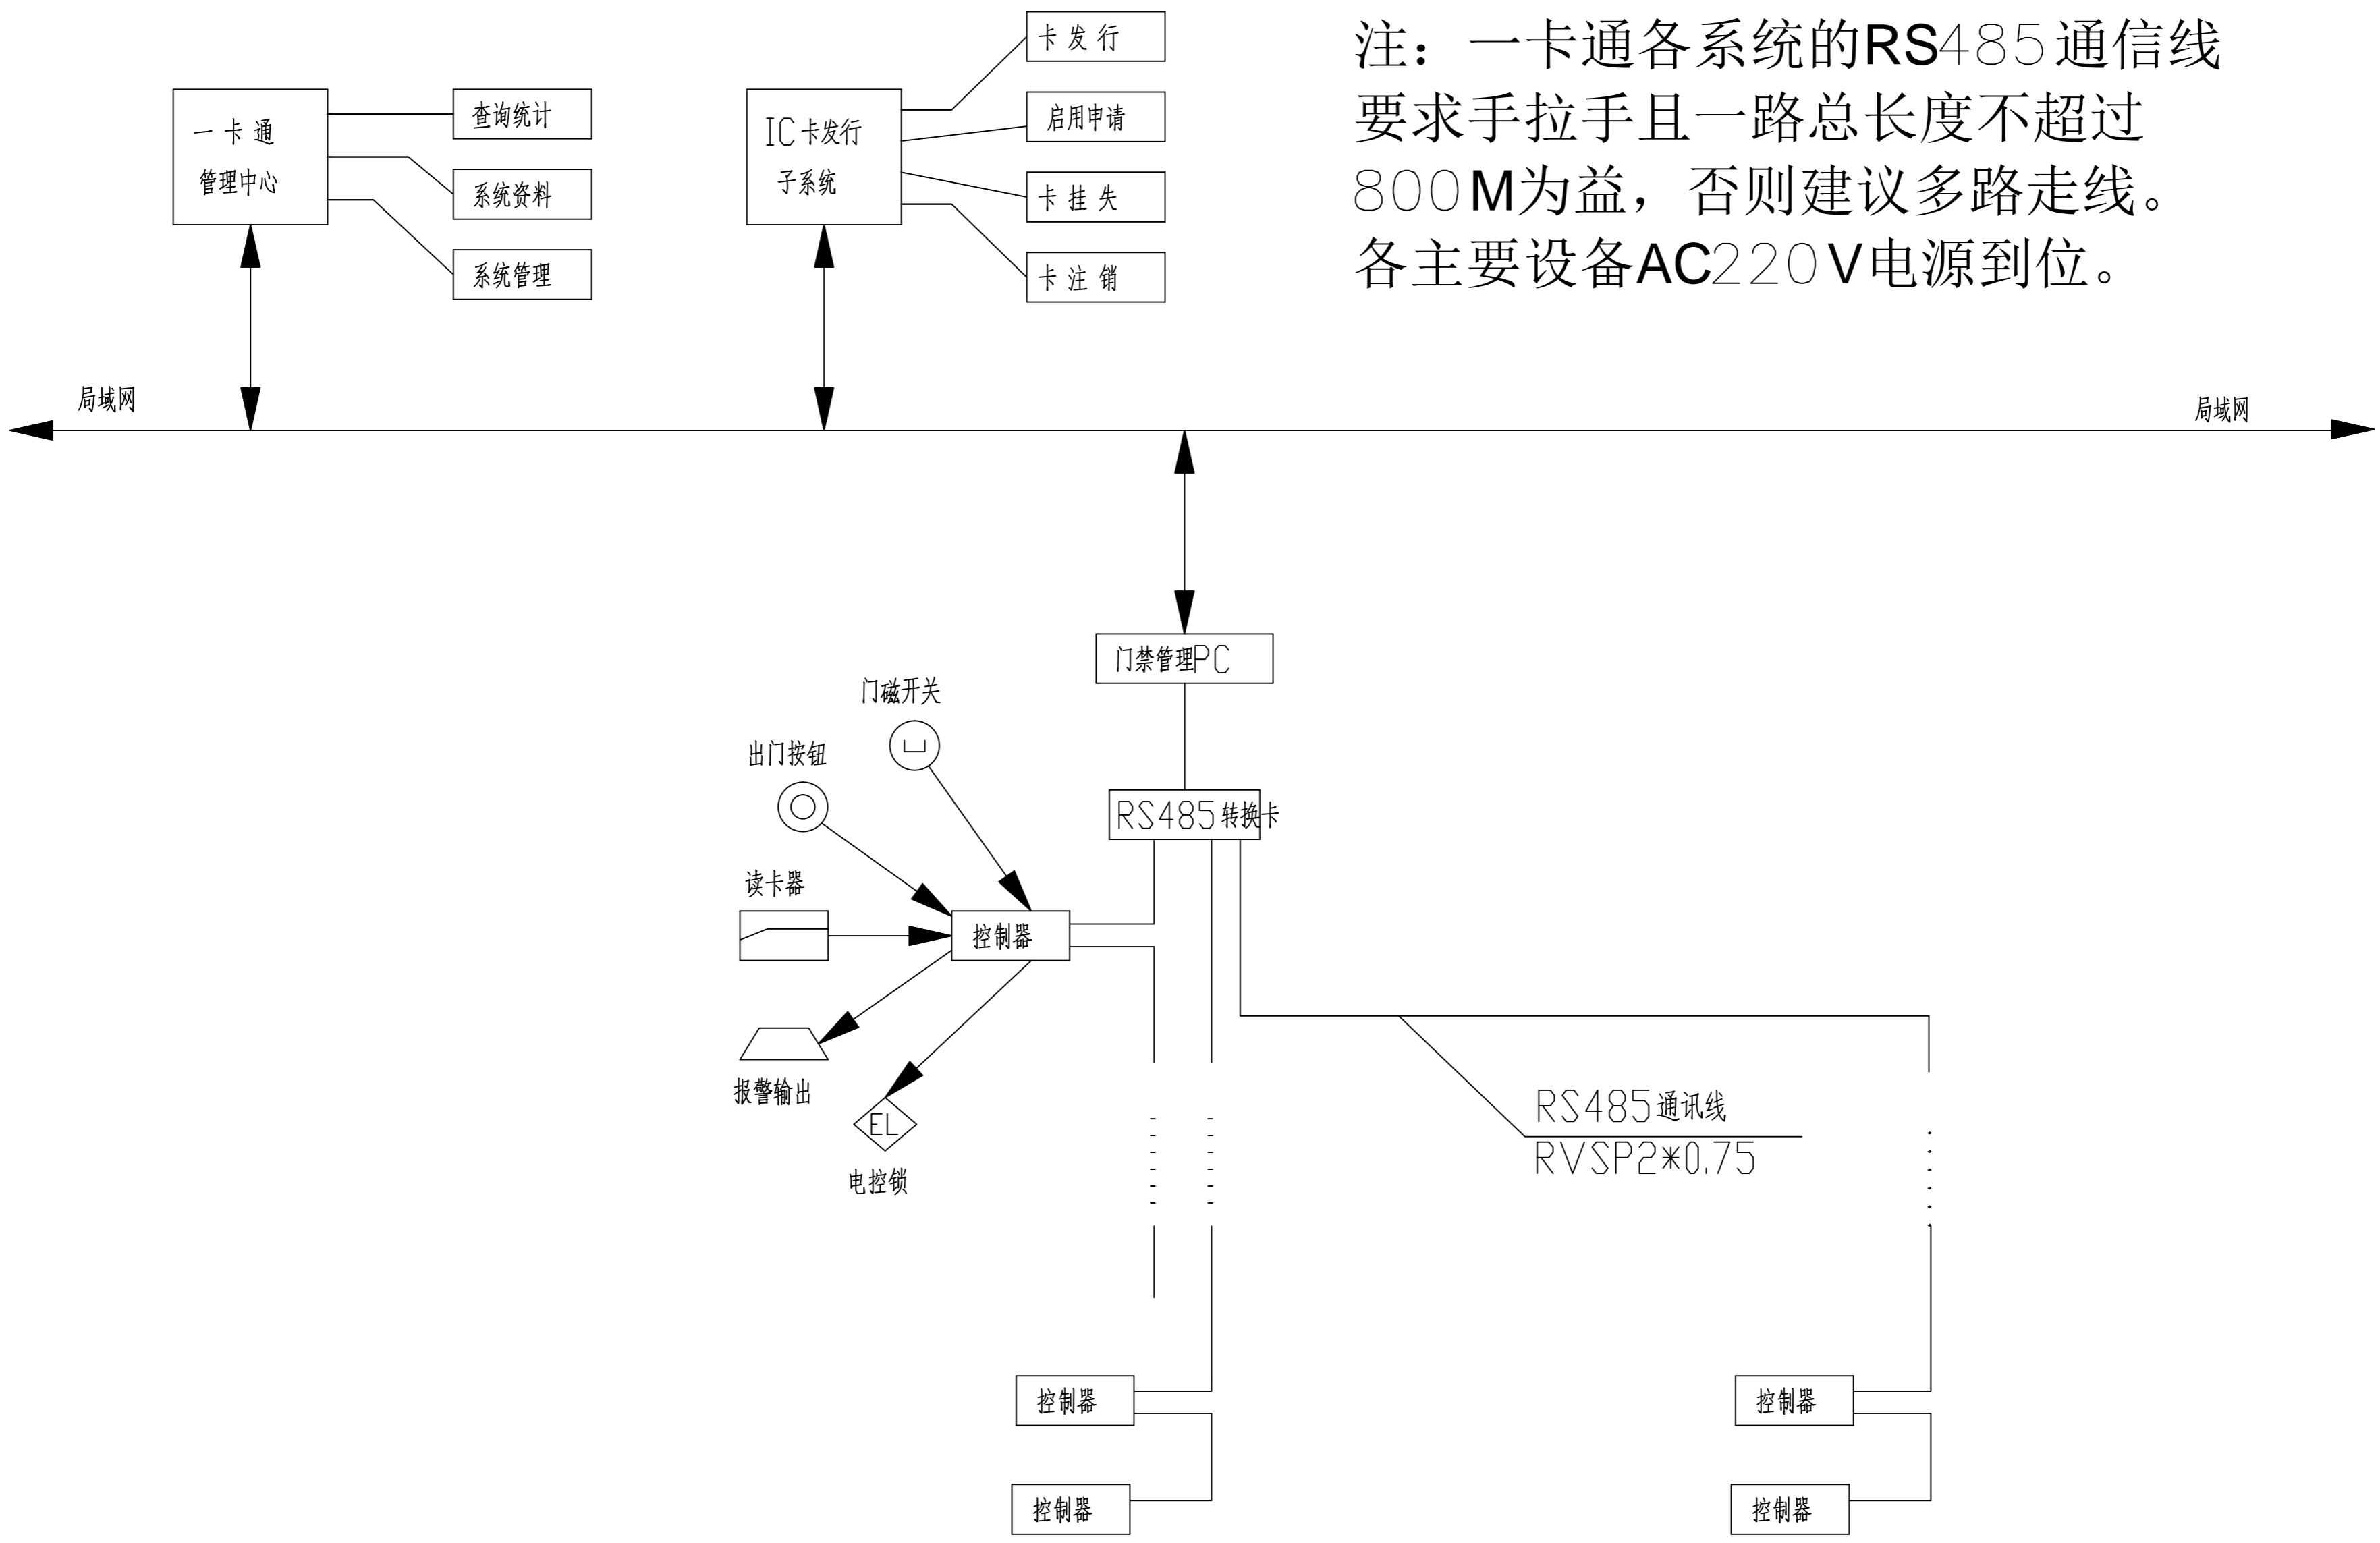 卡发行
注：一卡通各系统的RS485通信线
要求手拉手且一路总长度不超过
800M为益，否则建议多路走线。
各主要设备AC220V电源到位。
一卡通
管理中心
查询统计
系统资料
系统管理
IC卡发行
子系统
启用申请
卡挂失
卡注销
局域网
局域网
门禁管理PC
门磁开关
出门按钮
RS485转换卡
读卡器
控制器
报警输出
EL
电控锁
RS485通讯线
RVSP2*0.75
控制器
控制器
控制器
控制器